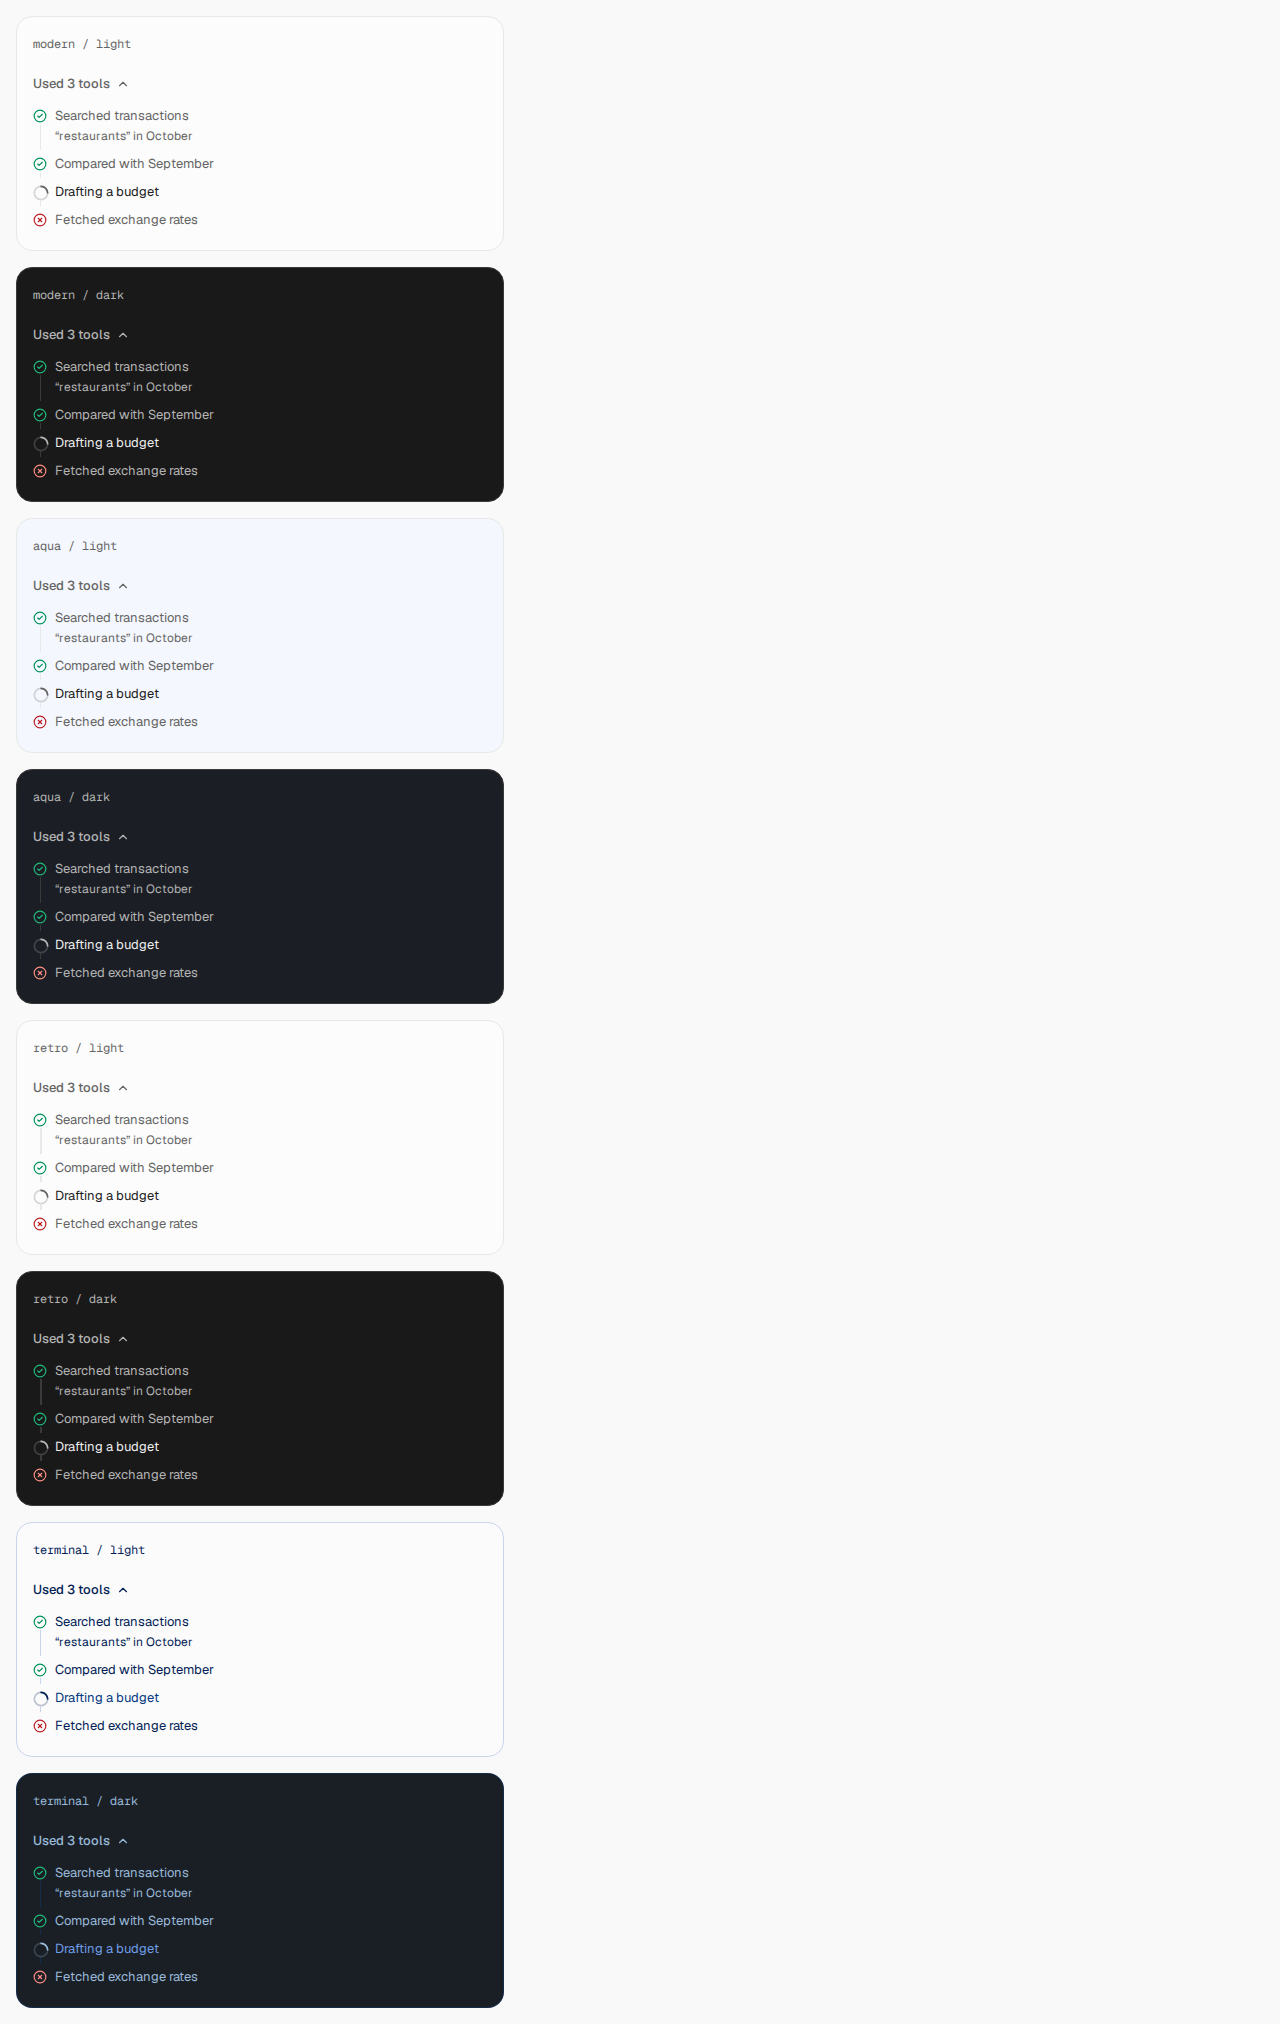 modern / light
Used 3 tools
Searched transactions
“restaurants” in October
Compared with September
Drafting a budget
Fetched exchange rates
modern / dark
Used 3 tools
Searched transactions
“restaurants” in October
Compared with September
Drafting a budget
Fetched exchange rates
aqua / light
Used 3 tools
Searched transactions
“restaurants” in October
Compared with September
Drafting a budget
Fetched exchange rates
aqua / dark
Used 3 tools
Searched transactions
“restaurants” in October
Compared with September
Drafting a budget
Fetched exchange rates
retro / light
Used 3 tools
Searched transactions
“restaurants” in October
Compared with September
Drafting a budget
Fetched exchange rates
retro / dark
Used 3 tools
Searched transactions
“restaurants” in October
Compared with September
Drafting a budget
Fetched exchange rates
terminal / light
Used 3 tools
Searched transactions
“restaurants” in October
Compared with September
Drafting a budget
Fetched exchange rates
terminal / dark
Used 3 tools
Searched transactions
“restaurants” in October
Compared with September
Drafting a budget
Fetched exchange rates